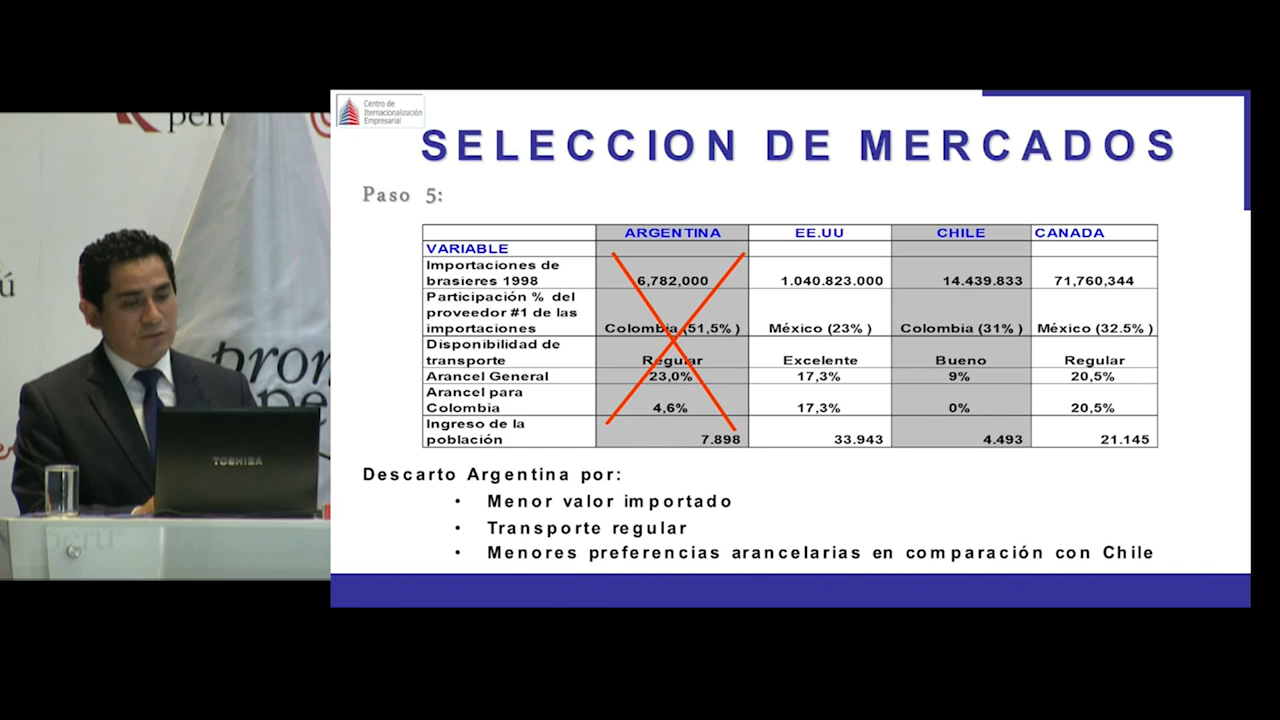 perú
Centro de
Iternacionalización
Empresarial
SELECCION DE MERCADOS
Paso 5:
ARGENTINA EE.UU CHILE CANADA
VARIABLE
Importaciones de
brasieres 1998 6,782,000 1.040.823.000 14.439.833 71,760,344
Participación % del
proveedor #1 de las
importaciones Colombia (51,5% ) México (23% ) Colombia (31% ) México (32.5% )
Disponibilidad de
transporte Regular Excelente Bueno Regular
Arancel General 23,0% 17,3% 9% 20,5%
Arancel para
Colombia 4,6% 17,3% 0% 20,5%
Ingreso de la
población 7.898 33.943 4.493 21.145
Descarto Argentina por:
• Menor valor importado
• Transporte regular
• Menores preferencias arancelarias en comparación con Chile
prom
pe
TOSHIBA
peru